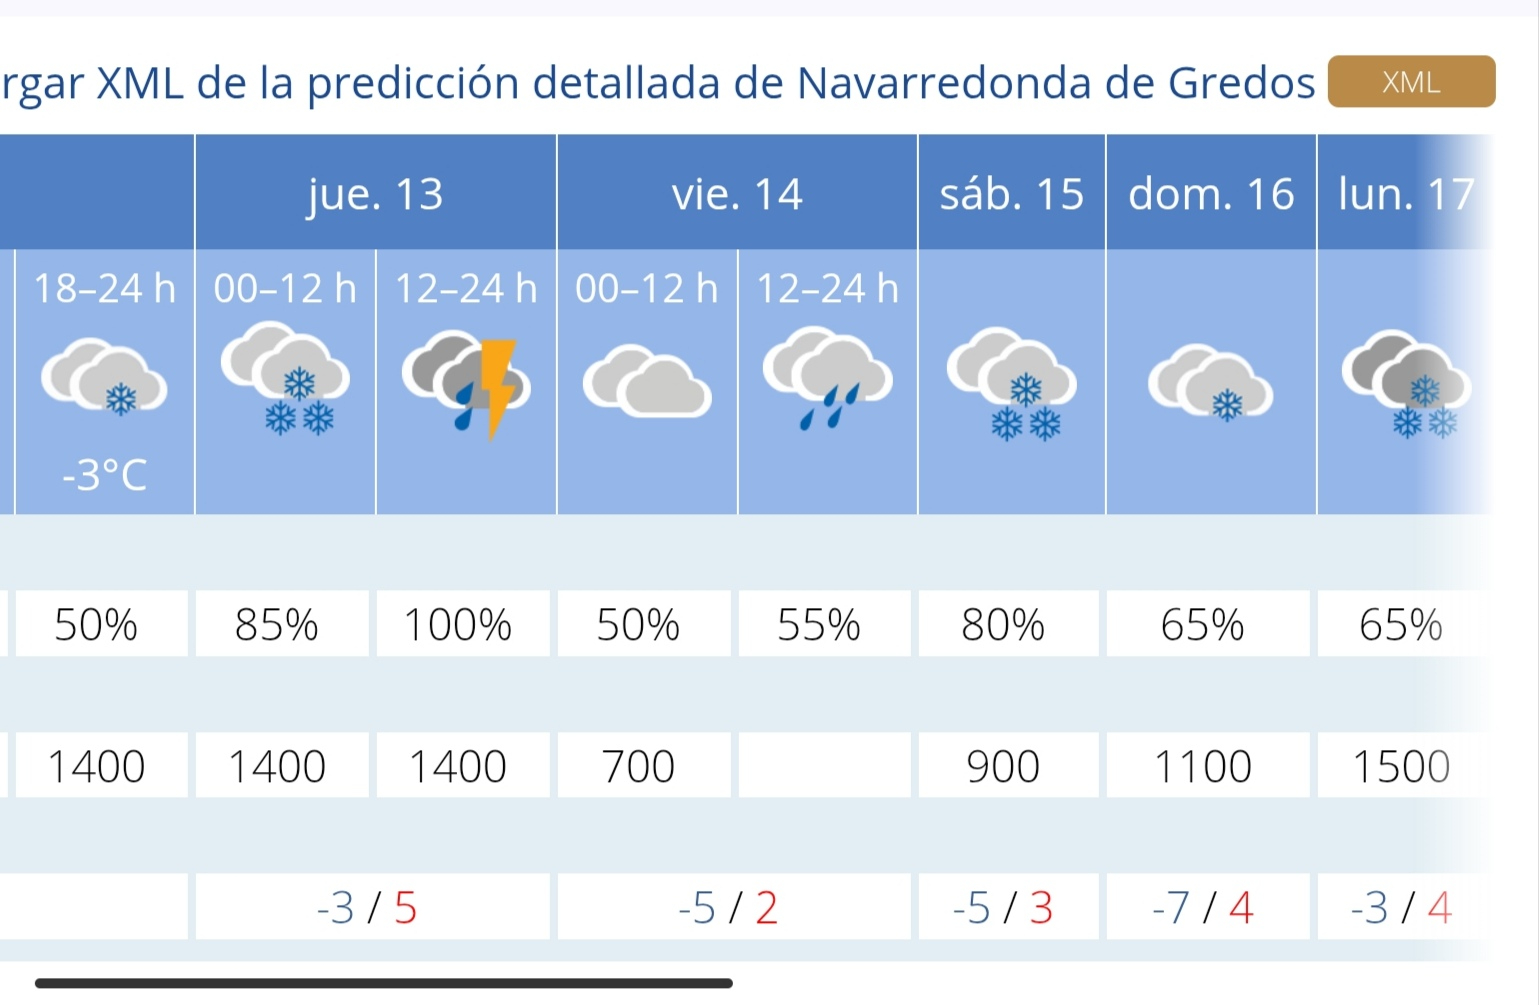 rgar XML de la predicción detallada de Navarredonda de Gredos XML
jue. 13 vie. 14 sáb. 15 dom. 16 lun. 17
18–24 h 00–12 h 12–24 h 00–12 h 12–24 h
-3°C
50% 85% 100% 50% 55% 80% 65% 65%
1400 1400 1400 700 900 1100 1500
-3 / 5 -5 / 2 -5 / 3 -7 / 4 -3 / 4